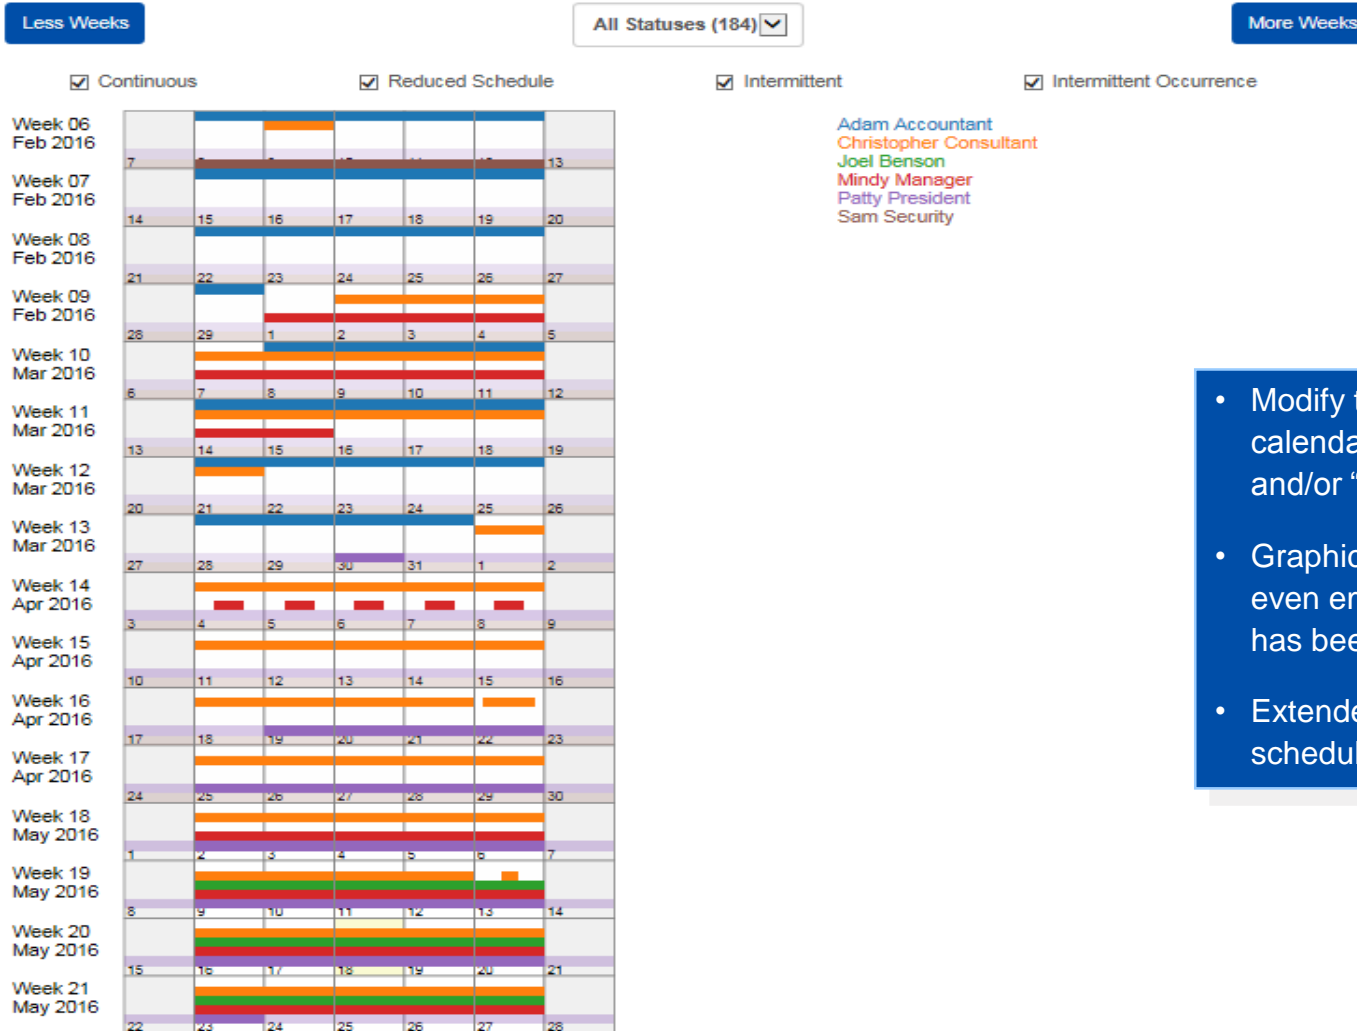 Less Weeks
All Statuses (184)
More Weeks
Continuous
Reduced Schedule
Intermittent
Intermittent Occurrence
Week 06
Feb 2016
7 13
Adam Accountant
Christopher Consultant
Joel Benson
Mindy Manager
Patty President
Sam Security
Week 07
Feb 2016
14 15 16 17 18 19 20
Week 08
Feb 2016
21 22 23 24 25 26 27
Week 09
Feb 2016
28 29 1 2 3 4 5
Week 10
Mar 2016
6 7 8 9 10 11 12
Week 11
Mar 2016
13 14 15 16 17 18 19
Week 12
Mar 2016
20 21 22 23 24 25 26
Week 13
Mar 2016
27 28 29 30 31 1 2
Week 14
Apr 2016
3 4 5 6 7 8 9
Week 15
Apr 2016
10 11 12 13 14 15 16
Week 16
Apr 2016
17 18 19 20 21 22 23
Week 17
Apr 2016
24 25 26 27 28 29 30
Week 18
May 2016
1 2 3 4 5 6 7
Week 19
May 2016
8 9 10 11 12 13 14
Week 20
May 2016
15 16 17 18 19 20 21
Week 21
May 2016
22 23 24 25 26 27 28
• Modify
calenda
and/or "
• Graphic
even er
has bee
• Extende
schedul